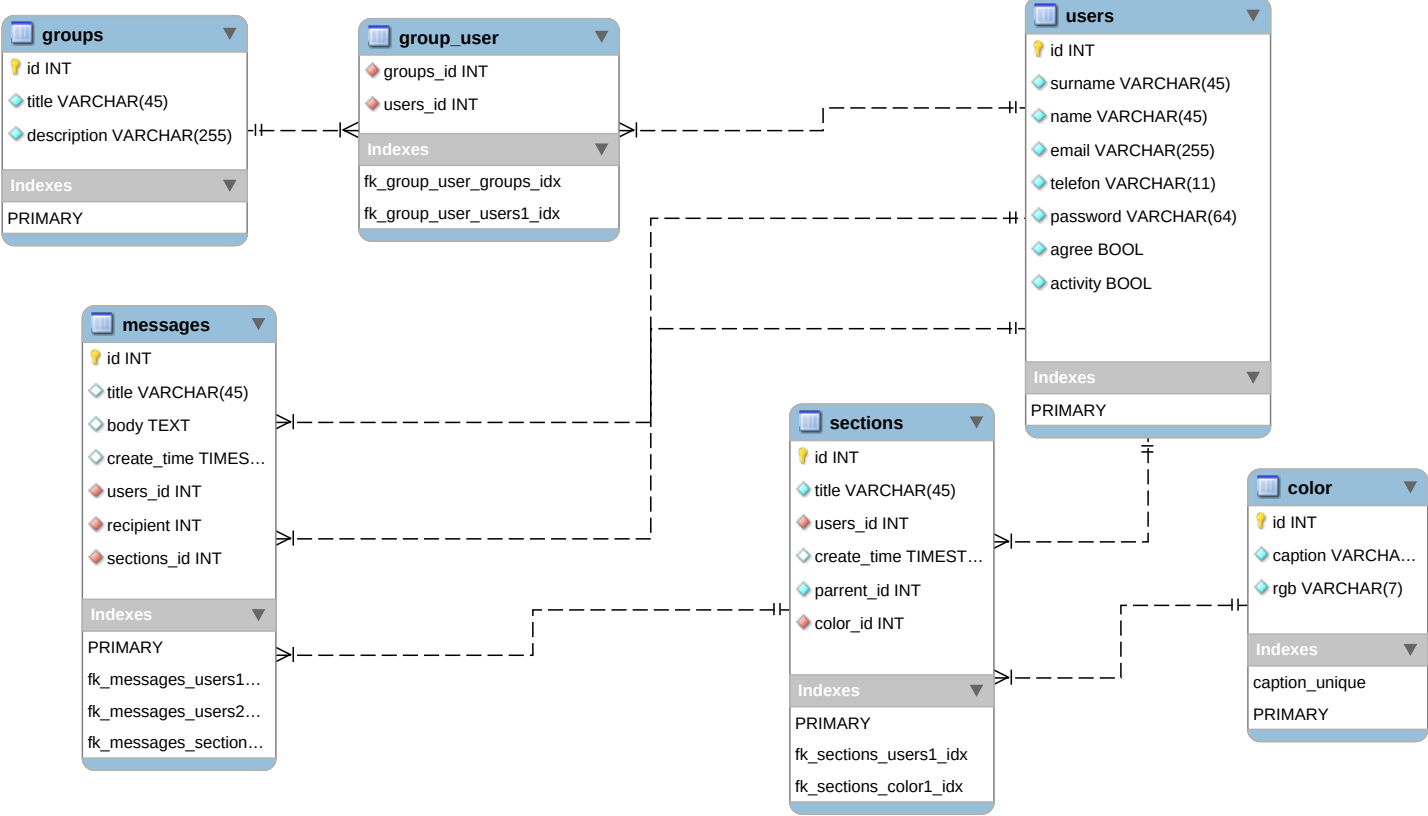 groups
id INT
title VARCHAR(45)
description VARCHAR(255)
Indexes
PRIMARY
group_user
groups_id INT
users_id INT
Indexes
fk_group_user_groups_idx
fk_group_user_users1_idx
users
id INT
surname VARCHAR(45)
name VARCHAR(45)
email VARCHAR(255)
telefon VARCHAR(11)
password VARCHAR(64)
agree BOOL
activity BOOL
Indexes
PRIMARY
messages
id INT
title VARCHAR(45)
body TEXT
create_time TIMES...
users_id INT
recipient INT
sections_id INT
Indexes
PRIMARY
fk_messages_users1...
fk_messages_users2...
fk_messages_section...
sections
id INT
title VARCHAR(45)
users_id INT
create_time TIMEST...
parrent_id INT
color_id INT
Indexes
PRIMARY
fk_sections_users1_idx
fk_sections_color1_idx
color
id INT
caption VARCHA...
rgb VARCHAR(7)
Indexes
caption_unique
PRIMARY